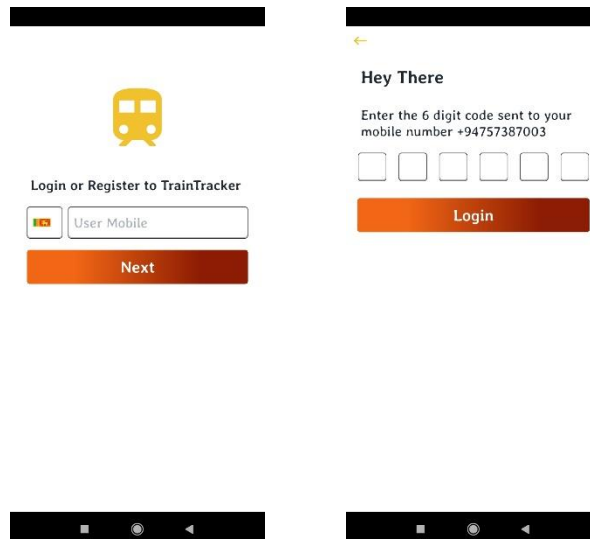 Login or Register to TrainTracker
User Mobile
Next
Hey There
Enter the 6 digit code sent to your
mobile number +94757387003
Login